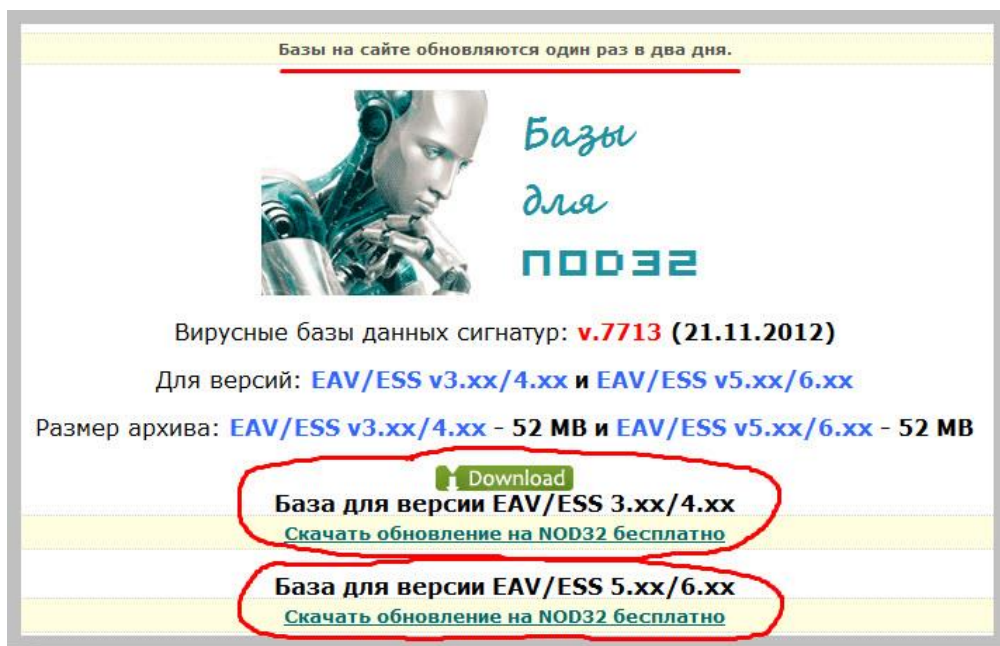 Базы на сайте обновляются один раз в два дня.
Базы
для
NOD32
Вирусные базы данных сигнатур: v.7713 (21.11.2012)
Для версий: EAV/ESS v3.xx/4.xx и EAV/ESS v5.xx/6.xx
Размер архива: EAV/ESS v3.xx/4.xx - 52 MB и EAV/ESS v5.xx/6.xx - 52 MB
Download
База для версии EAV/ESS 3.xx/4.xx
Скачать обновление на NOD32 бесплатно
База для версии EAV/ESS 5.xx/6.xx
Скачать обновление на NOD32 бесплатно